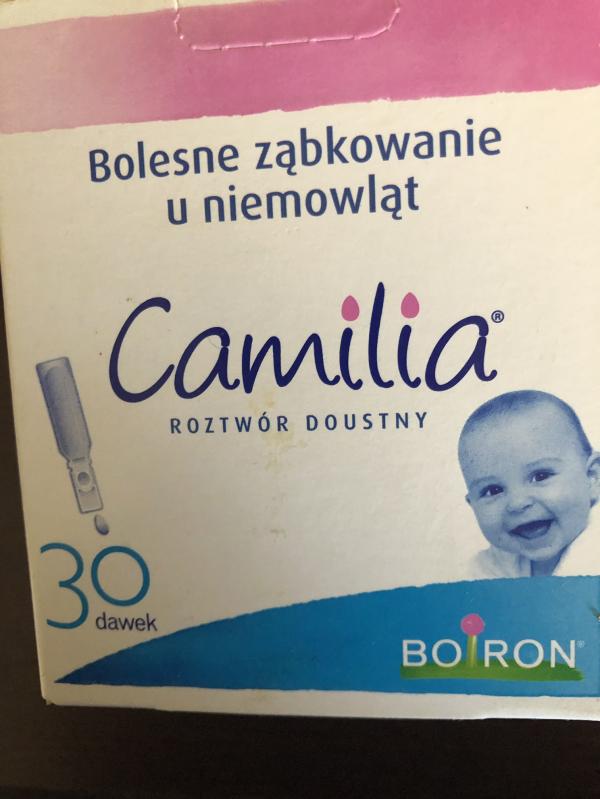 Bolesne ząbkowanie
u niemowląt
Camilia®
ROZTWÓR DOUSTNY
30
dawek
BOIRON®